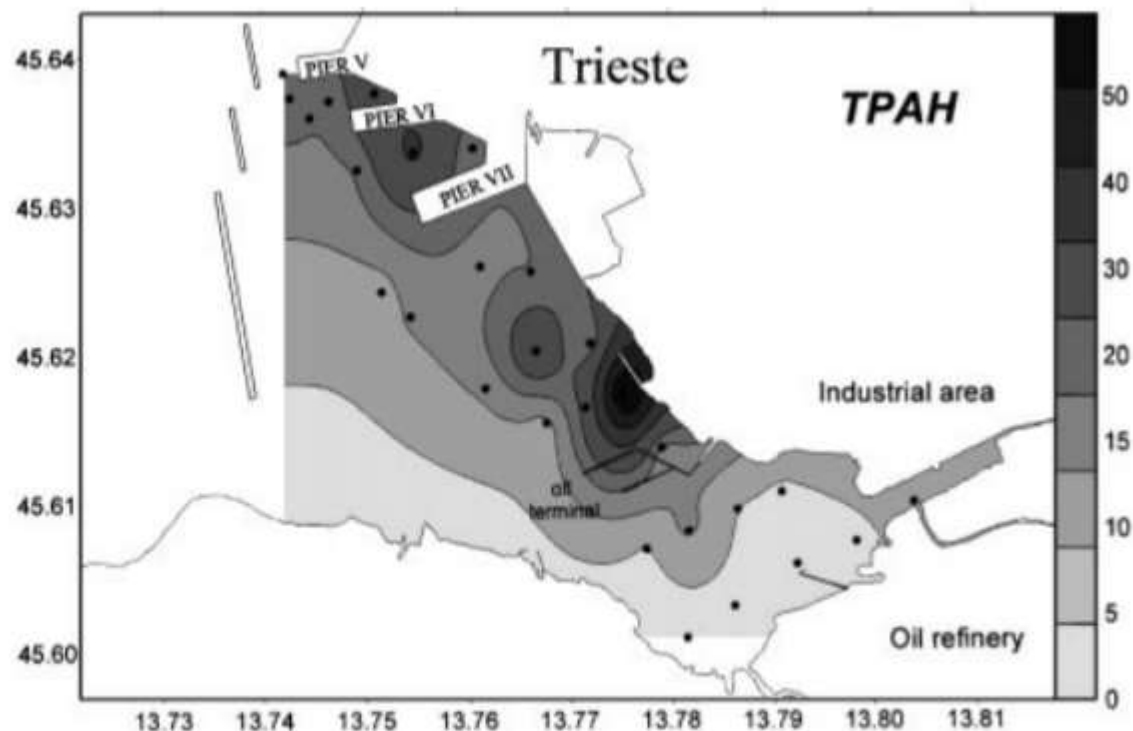 Trieste
TPAH
PIER V
PIER VI
PIER VII
Industrial area
oil
terminal
Oil refinery
45.64
45.63
45.62
45.61
45.60
13.73 13.74 13.75 13.76 13.77 13.78 13.79 13.80 13.81
50
40
30
20
15
10
5
0